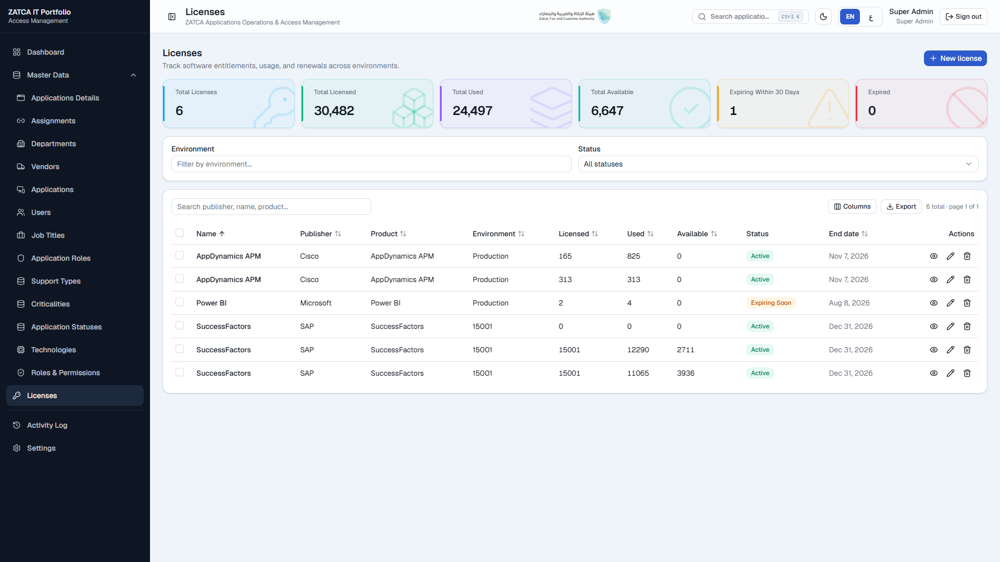 ZATCA IT Portfolio
Access Management
Dashboard
Master Data
Applications Details
Assignments
Departments
Vendors
Applications
Users
Job Titles
Application Roles
Support Types
Criticalities
Application Statuses
Technologies
Roles & Permissions
Licenses
Activity Log
Settings
Licenses
ZATCA Applications Operations & Access Management
هيئة الزكاة والضريبة والجمارك
Zakat, Tax and Customs Authority
Search applicatio... Ctrl K
EN ع
Super Admin
Super Admin
Sign out
Licenses
Track software entitlements, usage, and renewals across environments.
New license
Total Licenses
6
Total Licensed
30,482
Total Used
24,497
Total Available
6,647
Expiring Within 30 Days
1
Expired
0
Environment
Filter by environment...
Status
All statuses
Search publisher, name, product...
Columns Export 6 total · page 1 of 1
Name Publisher Product Environment Licensed Used Available Status End date Actions
AppDynamics APM Cisco AppDynamics APM Production 165 825 0 Active Nov 7, 2026
AppDynamics APM Cisco AppDynamics APM Production 313 313 0 Active Nov 7, 2026
Power BI Microsoft Power BI Production 2 4 0 Expiring Soon Aug 8, 2026
SuccessFactors SAP SuccessFactors 15001 0 0 0 Active Dec 31, 2026
SuccessFactors SAP SuccessFactors 15001 15001 12290 2711 Active Dec 31, 2026
SuccessFactors SAP SuccessFactors 15001 15001 11065 3936 Active Dec 31, 2026